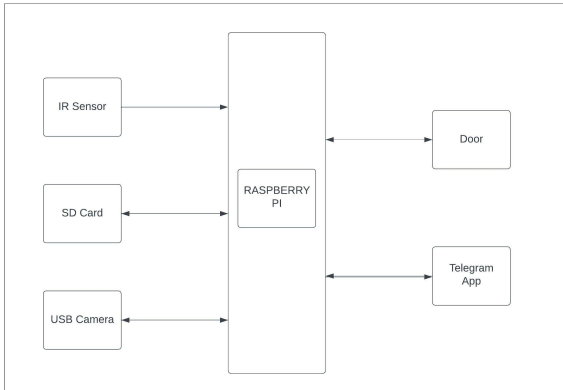 IR Sensor
SD Card
USB Camera
RASPBERRY
PI
Door
Telegram
App